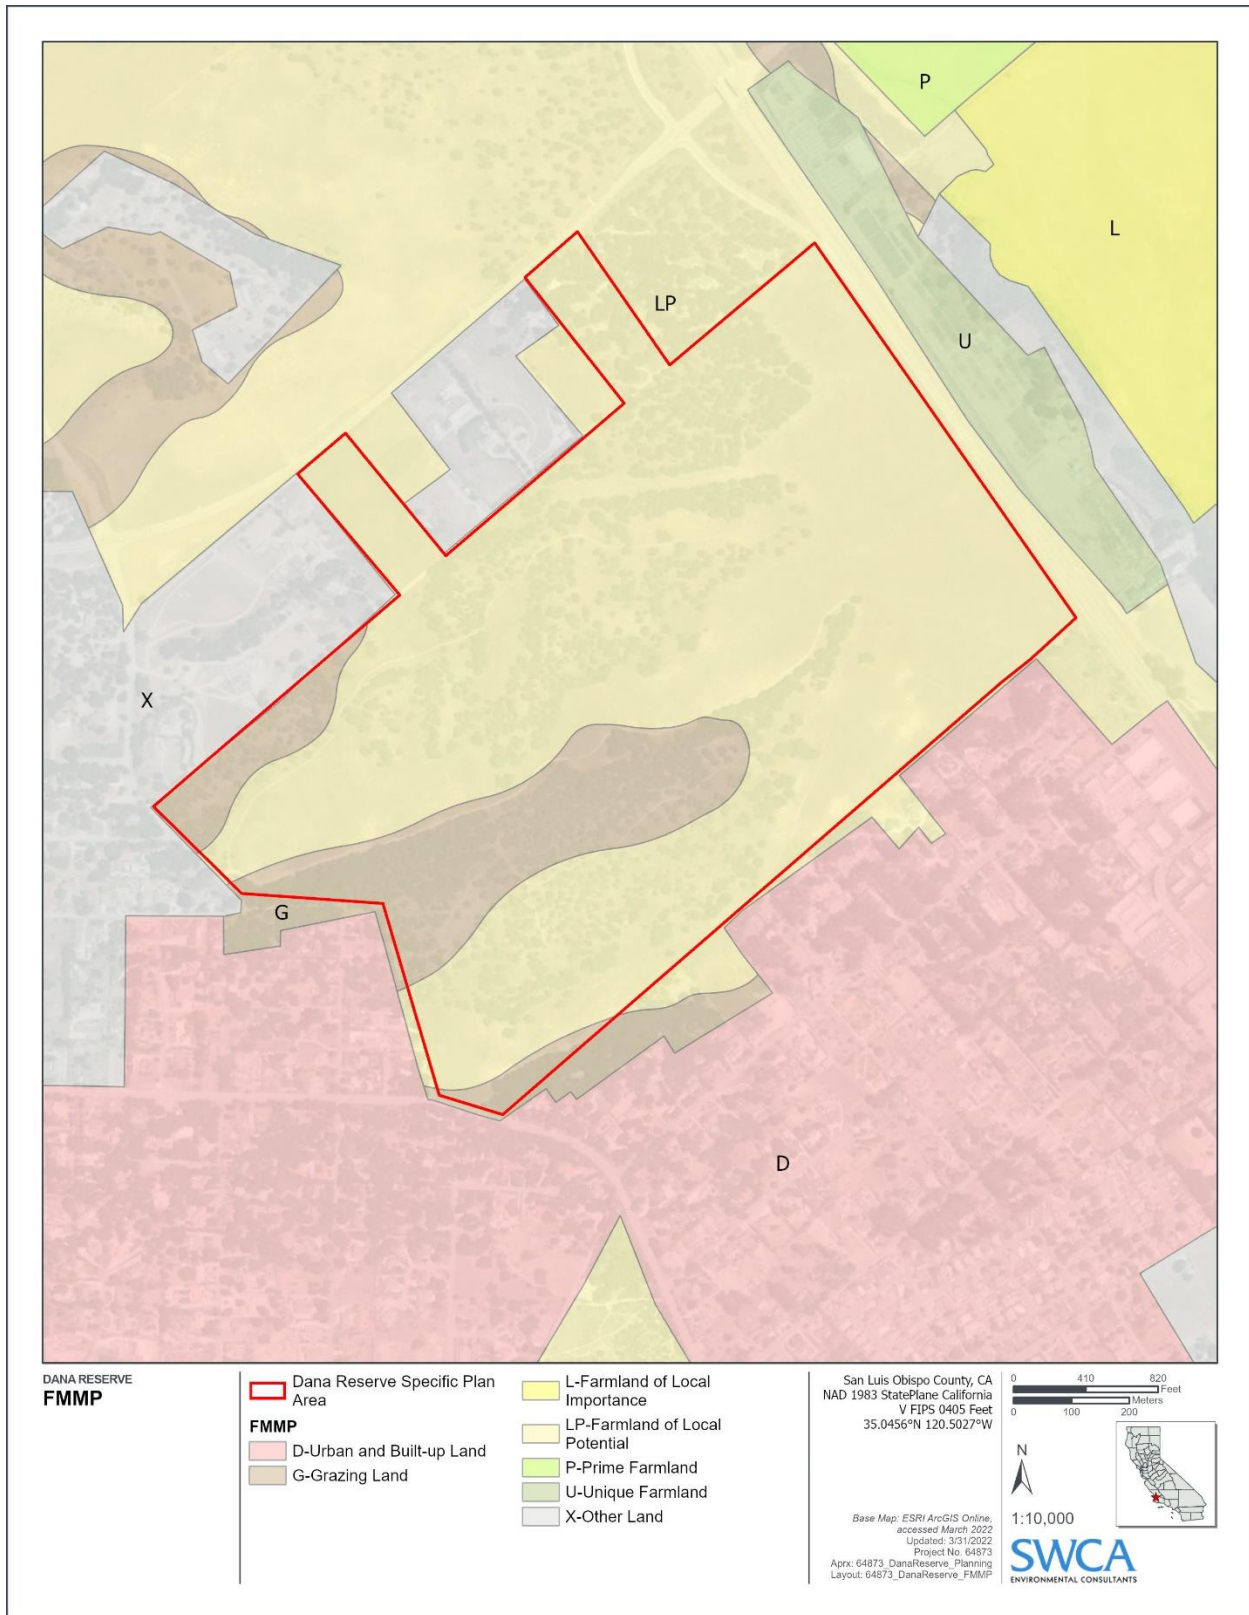 P
L
LP
U
X
G
D
DANA RESERVE
FMMP
Dana Reserve Specific Plan
Area
FMMP
D-Urban and Built-up Land
G-Grazing Land
L-Farmland of Local
Importance
LP-Farmland of Local
Potential
P-Prime Farmland
U-Unique Farmland
X-Other Land
San Luis Obispo County, CA
NAD 1983 StatePlane California
V FIPS 0405 Feet
35.0456°N 120.5027°W
Base Map: ESRI ArcGIS Online,
accessed March 2022
Updated: 3/31/2022
Project No. 64873
Aprx: 64873_DanaReserve_Planning
Layout: 64873_DanaReserve_FMMP
0 410 820
Feet
Meters
0 100 200
N
1:10,000
SWCA
ENVIRONMENTAL CONSULTANTS